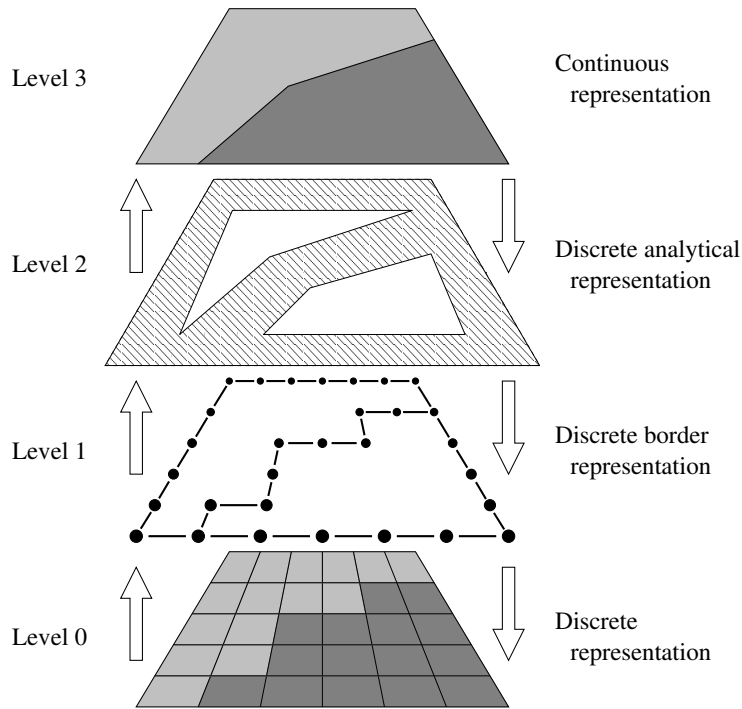 Level 3
Continuous
representation
Level 2
Discrete analytical
representation
Level 1
Discrete border
representation
Level 0
Discrete
representation